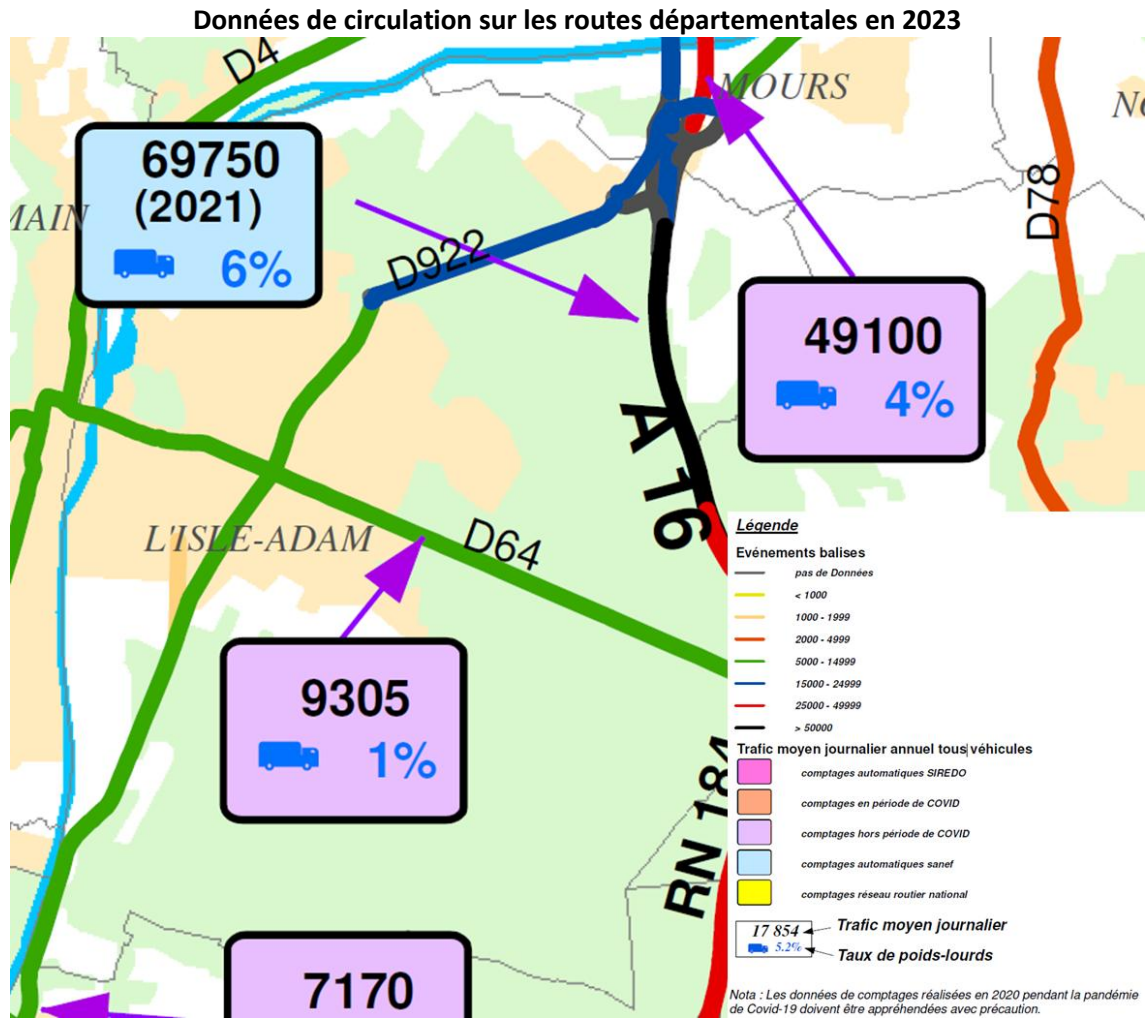 Données de circulation sur les routes départementales en 2023
D4
MOURS
69750
(2021)
6%
MAIN
D922
D78
49100
4%
A 16
L'ISLE-ADAM
D64
9305
1%
RN 184
7170
Légende
Evénements balises
pas de Données
< 1000
1000 - 1999
2000 - 4999
5000 - 14999
15000 - 24999
25000 - 49999
> 50000
Trafic moyen journalier annuel tous véhicules
comptages automatiques SIREDO
comptages en période de COVID
comptages hors période de COVID
comptages automatiques sanef
comptages réseau routier national
17 854 Trafic moyen journalier
5.2% Taux de poids-lourds
Nota : Les données de comptages réalisées en 2020 pendant la pandémie
de Covid-19 doivent être appréhendées avec précaution.